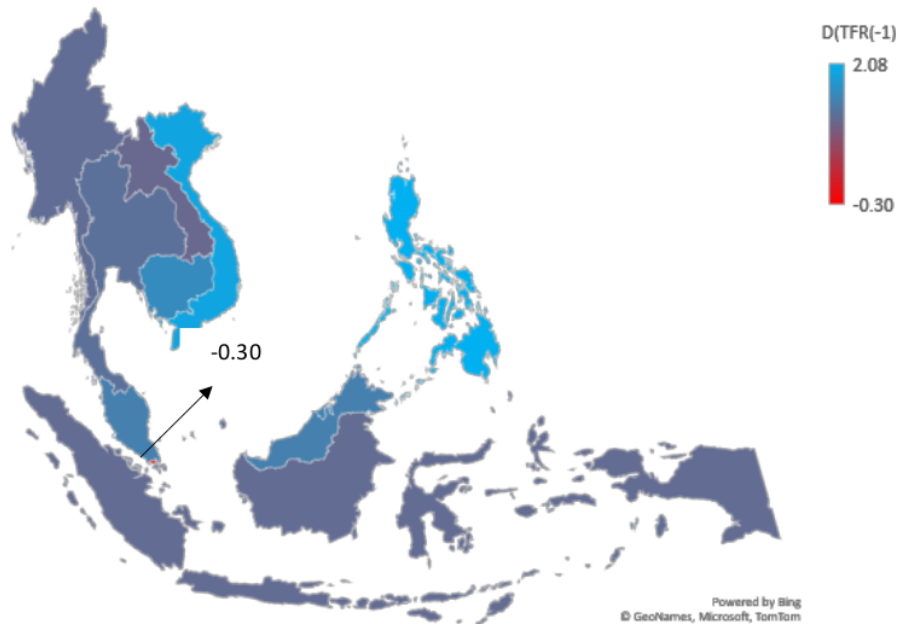 D(TFR(-1)
2.08
-0.30
-0.30
Powered by Bing
© GeoNames, Microsoft, TomTom